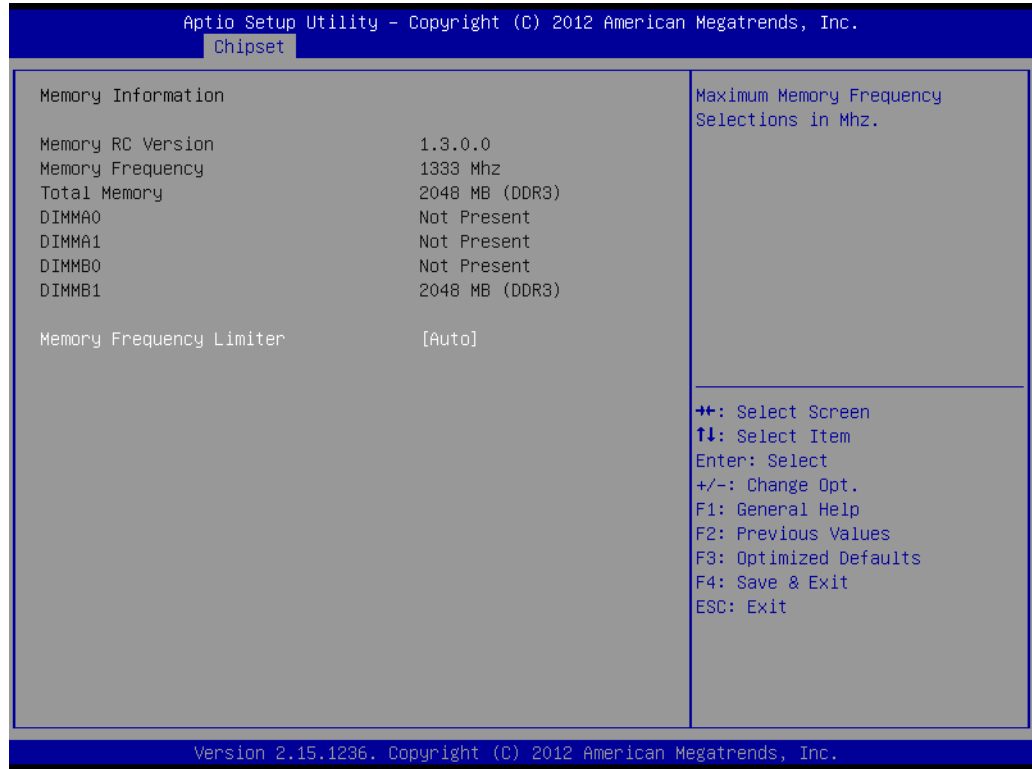 Aptio Setup Utility – Copyright (C) 2012 American Megatrends, Inc.
Chipset
Memory Information
Memory RC Version 1.3.0.0
Memory Frequency 1333 Mhz
Total Memory 2048 MB (DDR3)
DIMMA0 Not Present
DIMMA1 Not Present
DIMMB0 Not Present
DIMMB1 2048 MB (DDR3)
Memory Frequency Limiter [Auto]
Maximum Memory Frequency
Selections in Mhz.
→←: Select Screen
↑↓: Select Item
Enter: Select
+/-: Change Opt.
F1: General Help
F2: Previous Values
F3: Optimized Defaults
F4: Save & Exit
ESC: Exit
Version 2.15.1236. Copyright (C) 2012 American Megatrends, Inc.